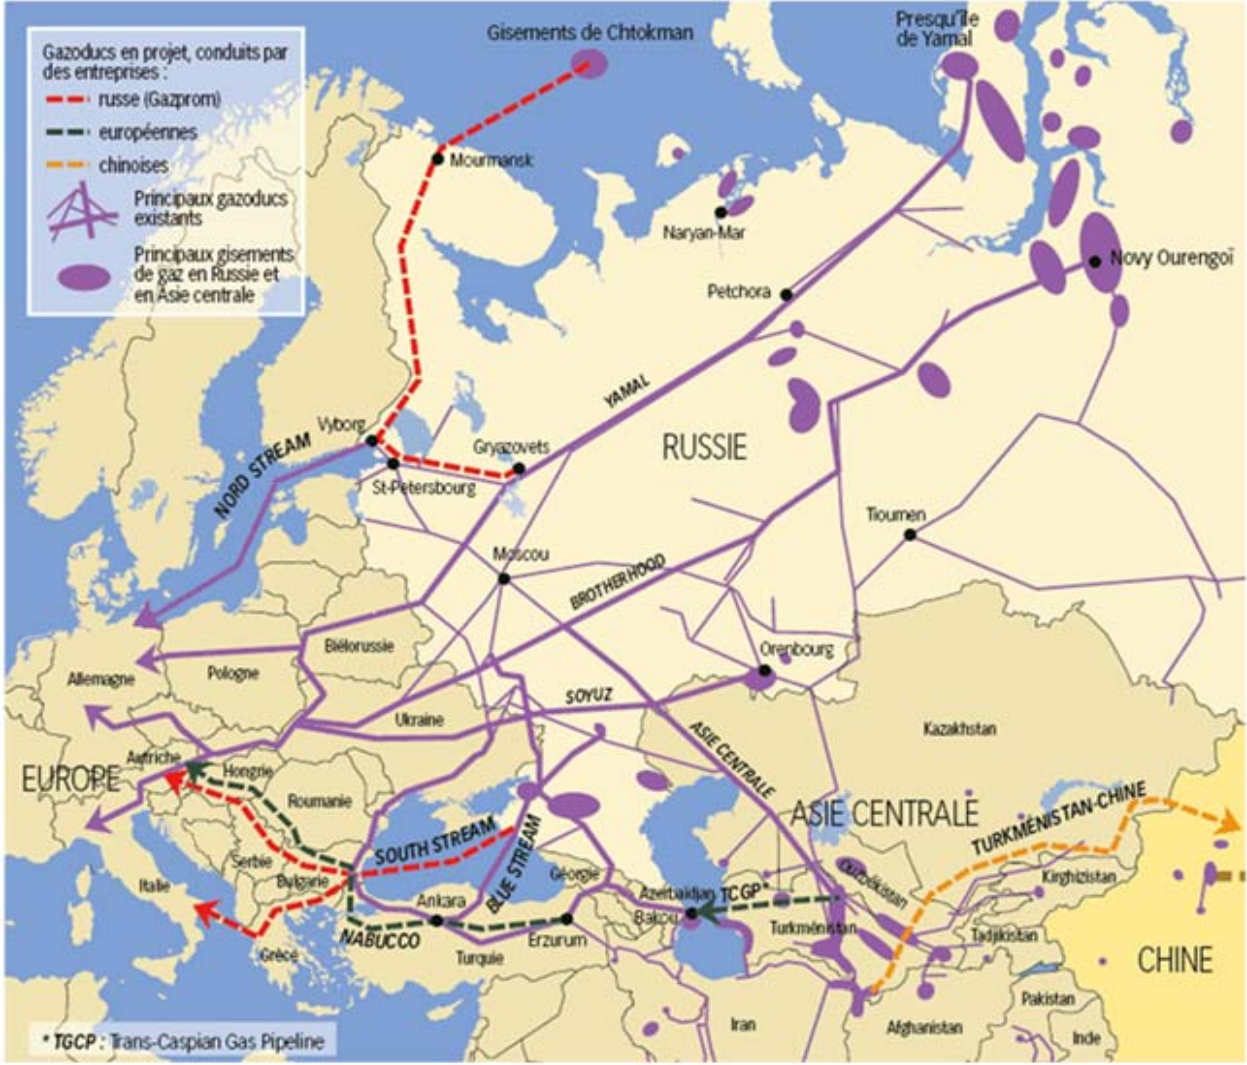 Gisements de Chtokman
Presqu'île
de Yamal
Gazoducs en projet, conduits par
des entreprises :
russe (Gazprom)
européennes
chinoises
Principaux gazoducs
existants
Principaux gisements
de gaz en Russie et
en Asie centrale
Mourmansk
Naryan-Mar
Novy Ourengoï
Petchora
YAMAL
Vyborg
NORD STREAM
Gryazovets
RUSSIE
St-Petersbourg
Tioumen
Moscou
BROTHERHOOD
Biélorussie
Orenbourg
Allemagne
Pologne
SOYUZ
Ukraine
ASIE CENTRALE
Kazakhstan
Autriche
EUROPE
Hongrie
Roumanie
ASIE CENTRALE
TURKMÉNISTAN-CHINE
SOUTH STREAM
BLUE STREAM
Serbie
Bulgarie
Italie
Géorgie
Ouzbékistan
Kirghizistan
Ankara
Azerbaïdjan
TCGP*
Bakou
Turkménistan
Tadjikistan
NABUCCO
Erzurum
Grèce
Turquie
CHINE
Pakistan
Iran
Afghanistan
Inde
* TGCP : Trans-Caspian Gas Pipeline